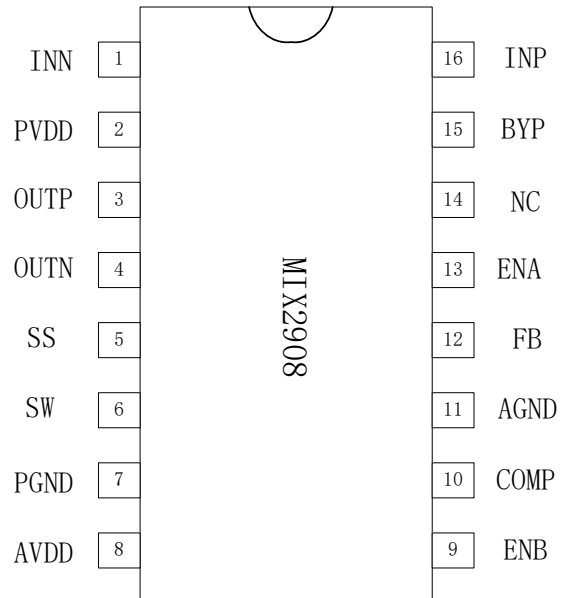 INN 1 16 INP
PVDD 2 15 BYP
OUTP 3 14 NC
OUTN 4 13 ENA
MIX2908
SS 5 12 FB
SW 6 11 AGND
PGND 7 10 COMP
AVDD 8 9 ENB